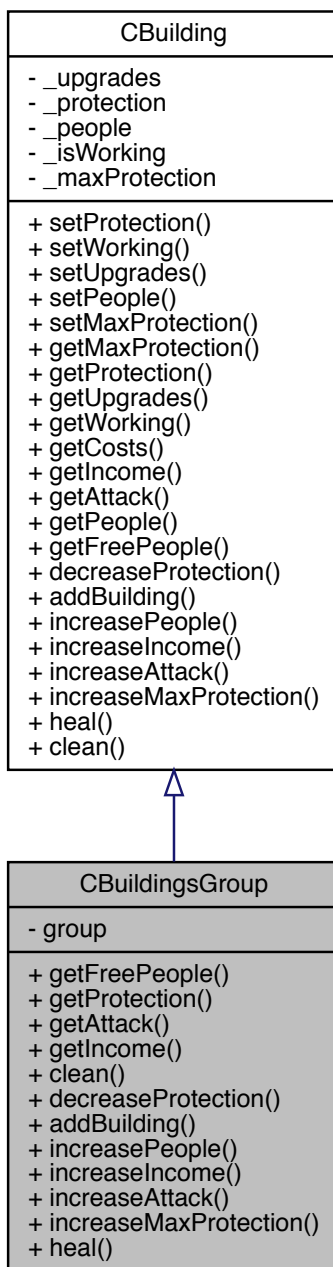 CBuilding
- _upgrades
- _protection
- _people
- _isWorking
- _maxProtection
+ setProtection()
+ setWorking()
+ setUpgrades()
+ setPeople()
+ setMaxProtection()
+ getMaxProtection()
+ getProtection()
+ getUpgrades()
+ getWorking()
+ getCosts()
+ getIncome()
+ getAttack()
+ getPeople()
+ getFreePeople()
+ decreaseProtection()
+ addBuilding()
+ increasePeople()
+ increaseIncome()
+ increaseAttack()
+ increaseMaxProtection()
+ heal()
+ clean()
CBuildingsGroup
- group
+ getFreePeople()
+ getProtection()
+ getAttack()
+ getIncome()
+ clean()
+ decreaseProtection()
+ addBuilding()
+ increasePeople()
+ increaseIncome()
+ increaseAttack()
+ increaseMaxProtection()
+ heal()